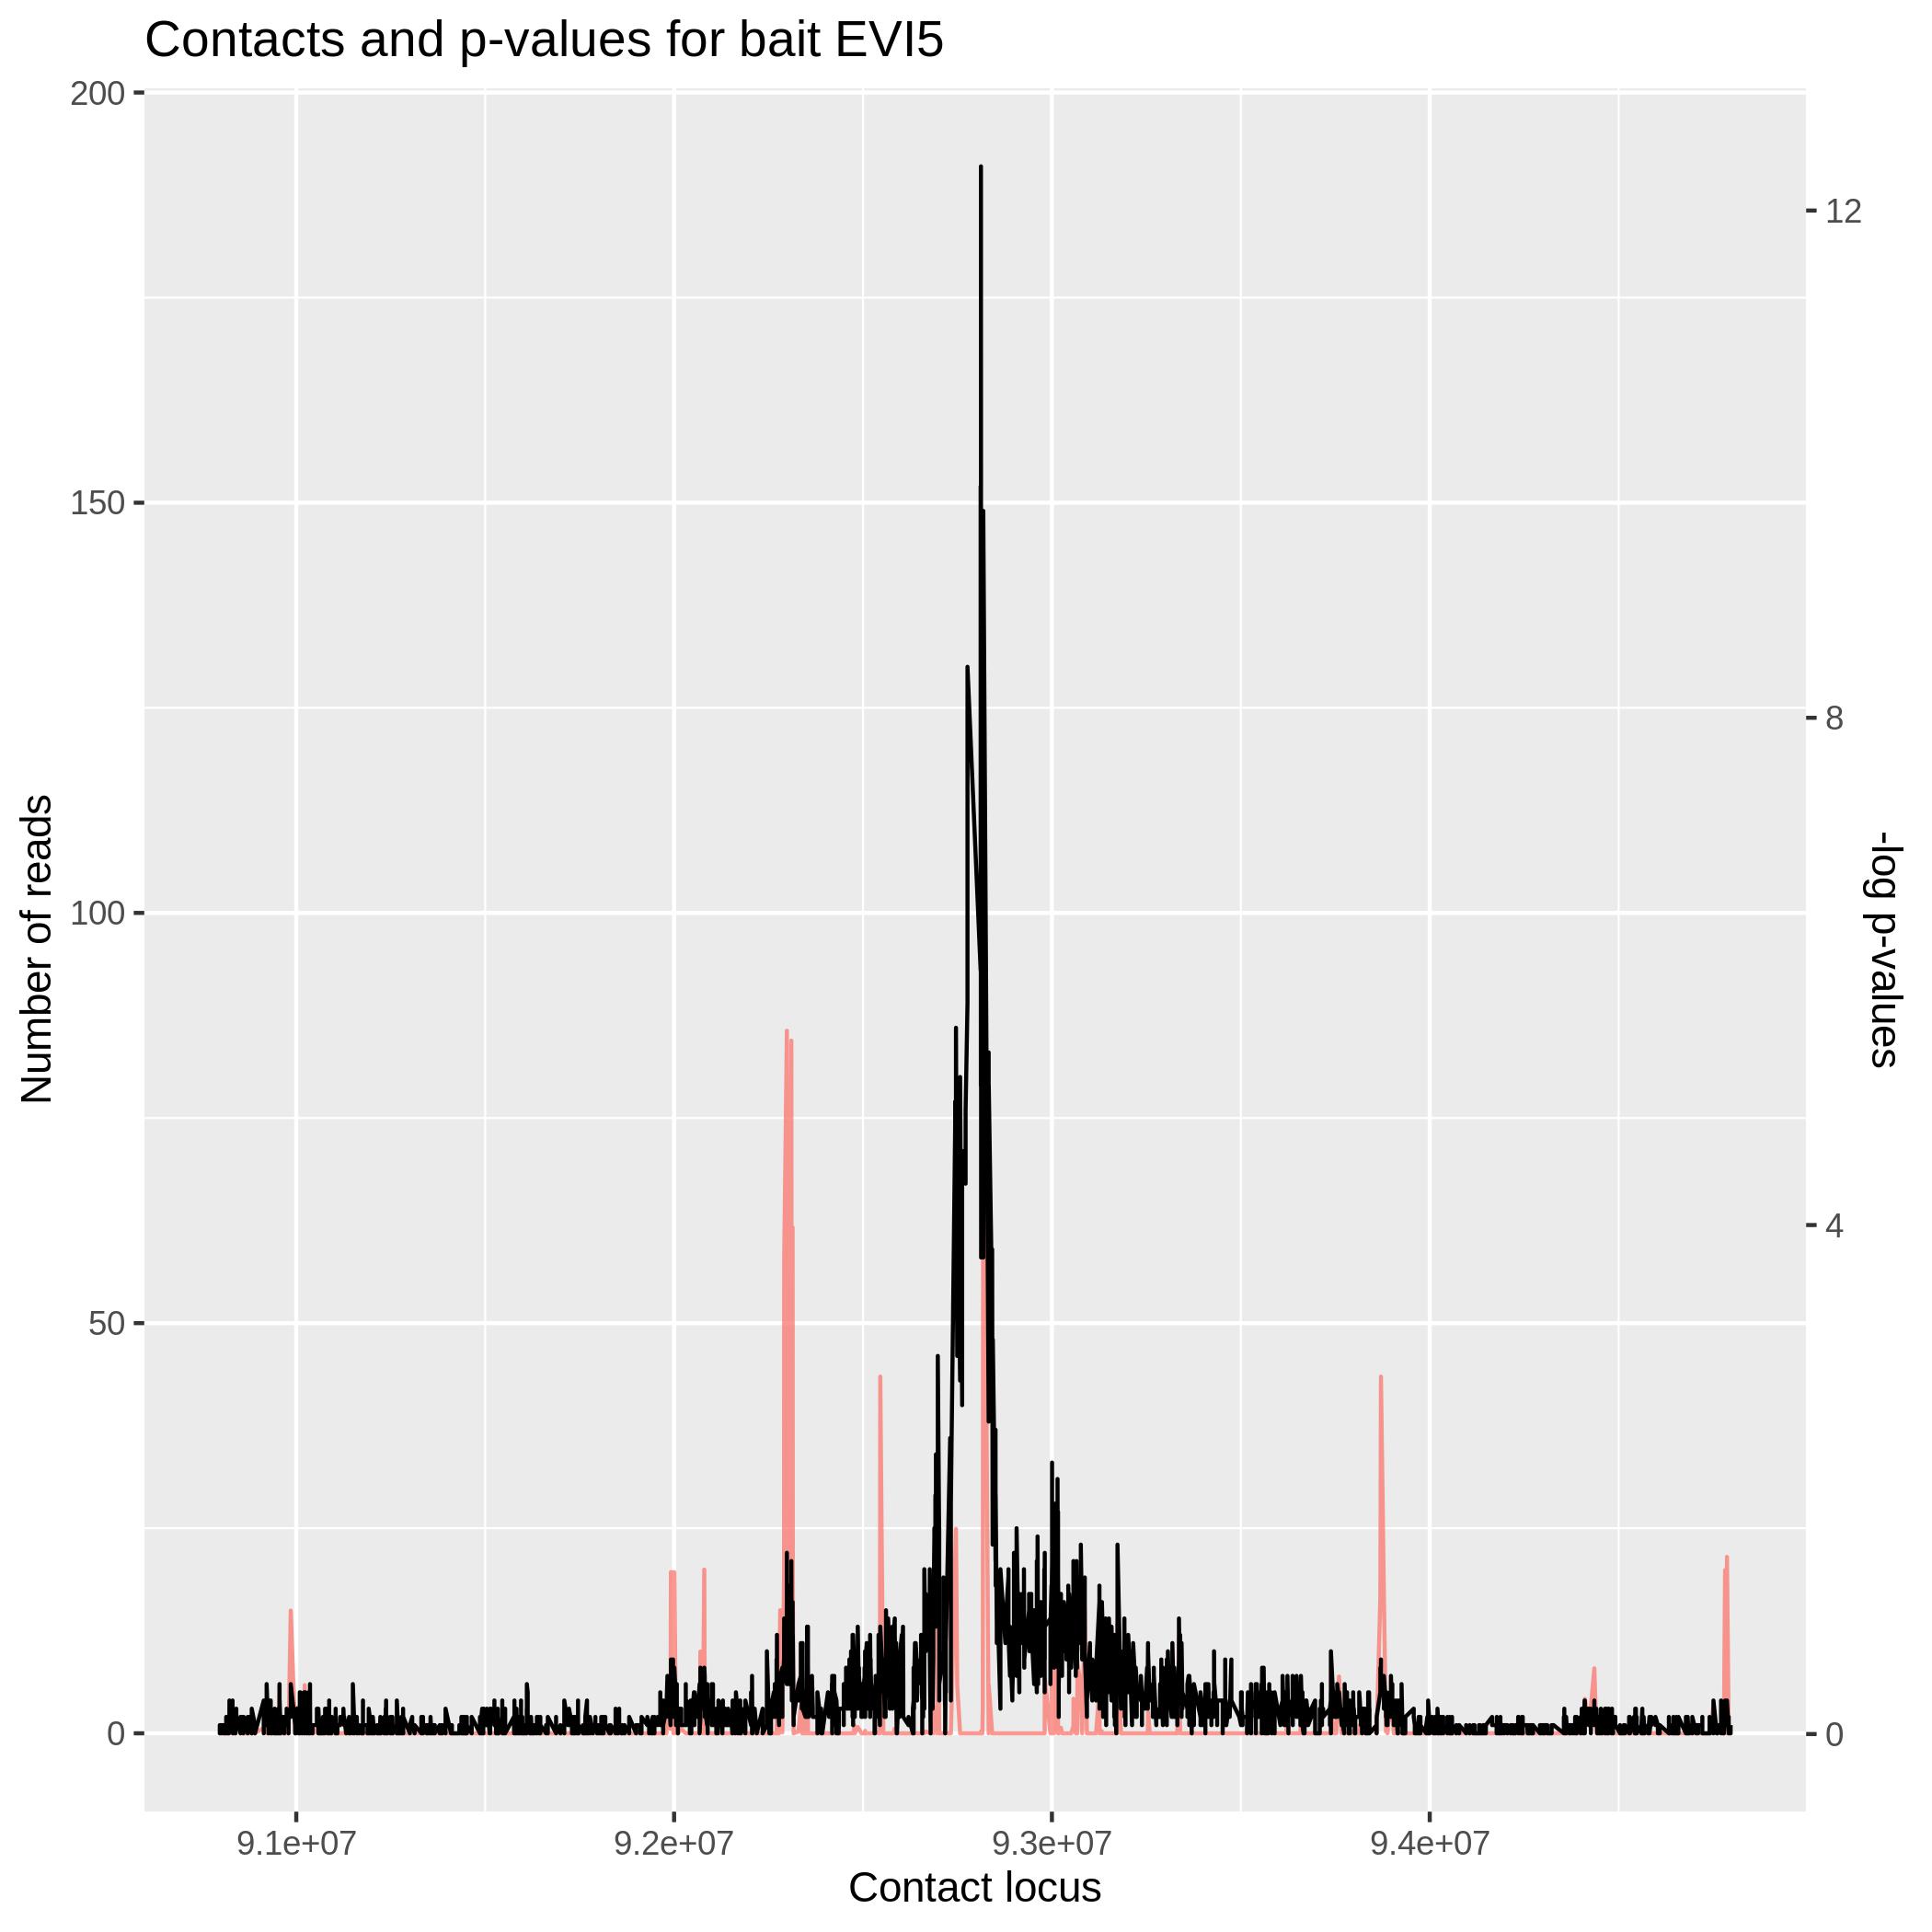 Contacts and p-values for bait EVI5
200
150
100
50
0
Number of reads
12
8
4
0
-log p-values
9.1e+07
9.2e+07
9.3e+07
9.4e+07
Contact locus